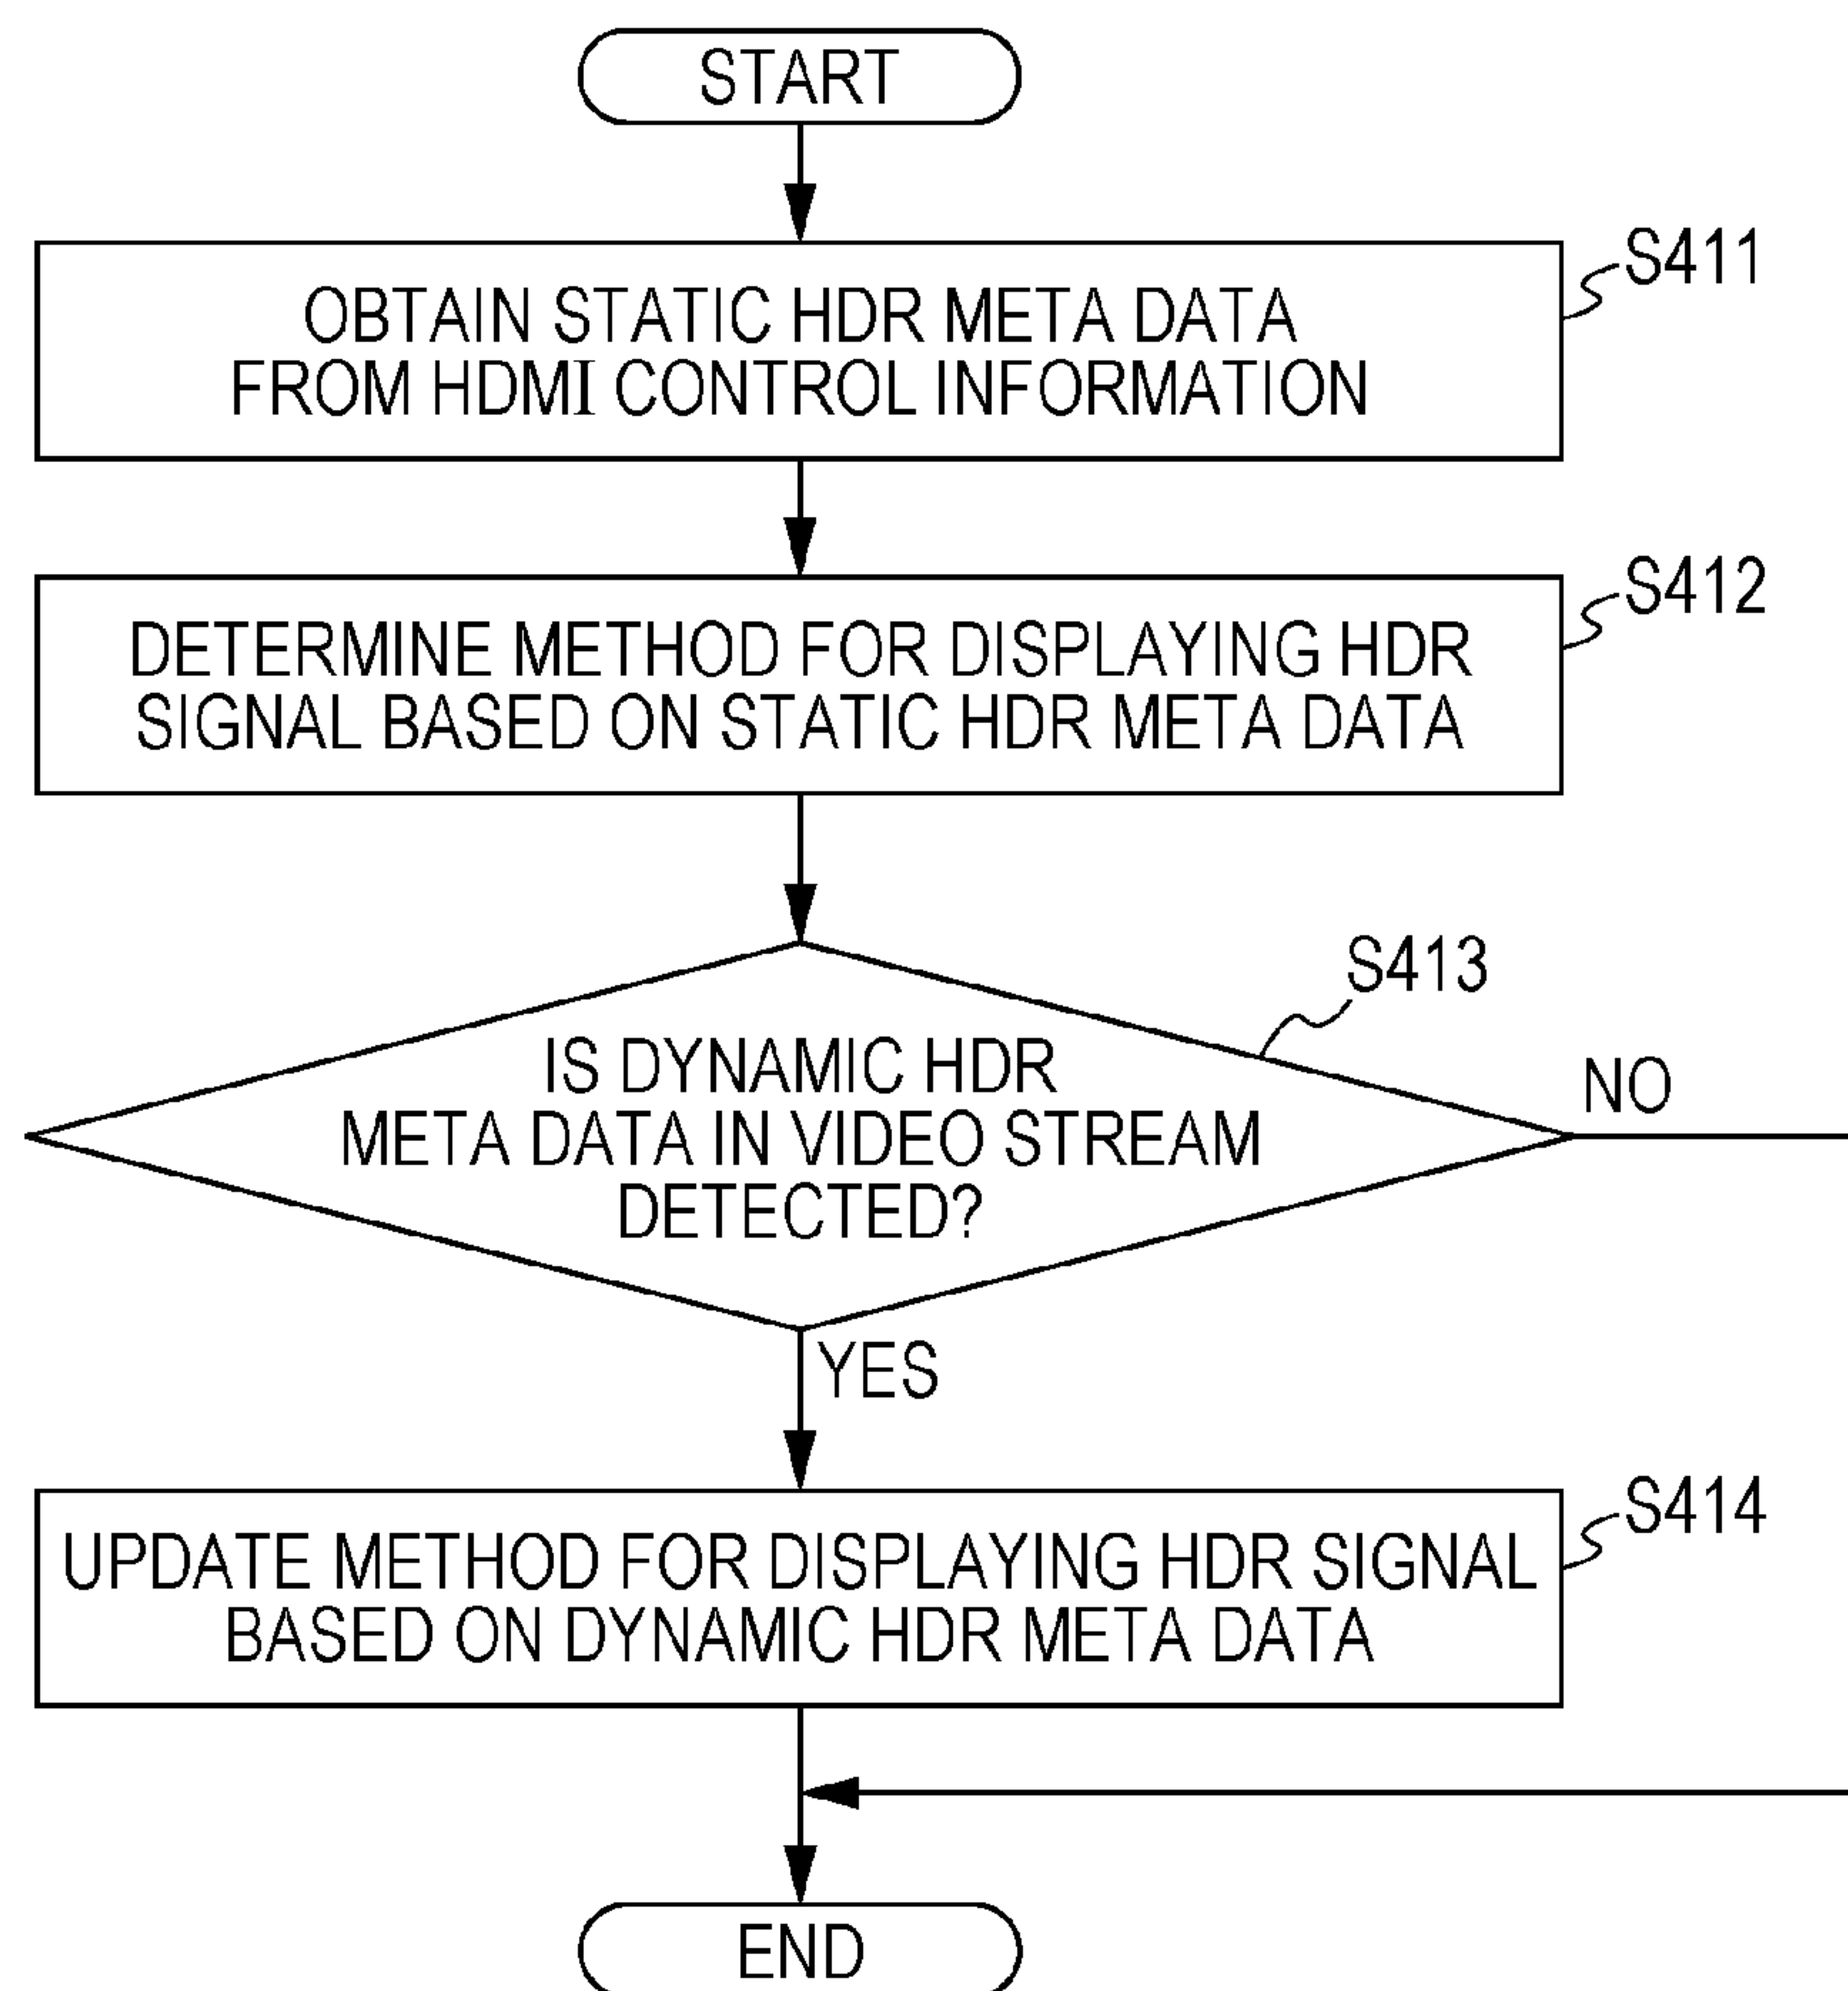 START
S411
OBTAIN STATIC HDR META DATA
FROM HDMI CONTROL INFORMATION
S412
DETERMINE METHOD FOR DISPLAYING HDR
SIGNAL BASED ON STATIC HDR META DATA
S413
IS DYNAMIC HDR
META DATA IN VIDEO STREAM
DETECTED?
NO
YES
S414
UPDATE METHOD FOR DISPLAYING HDR SIGNAL
BASED ON DYNAMIC HDR META DATA
END